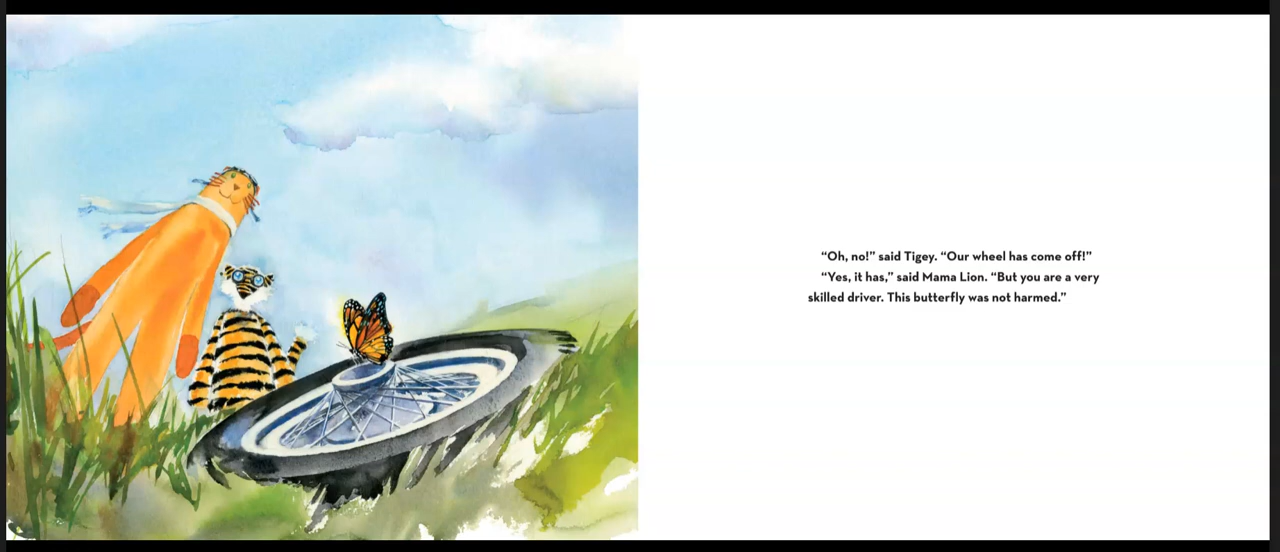 “Oh, no!” said Tigey. “Our wheel has come off!”
“Yes, it has,” said Mama Lion. “But you are a very
skilled driver. This butterfly was not harmed.”